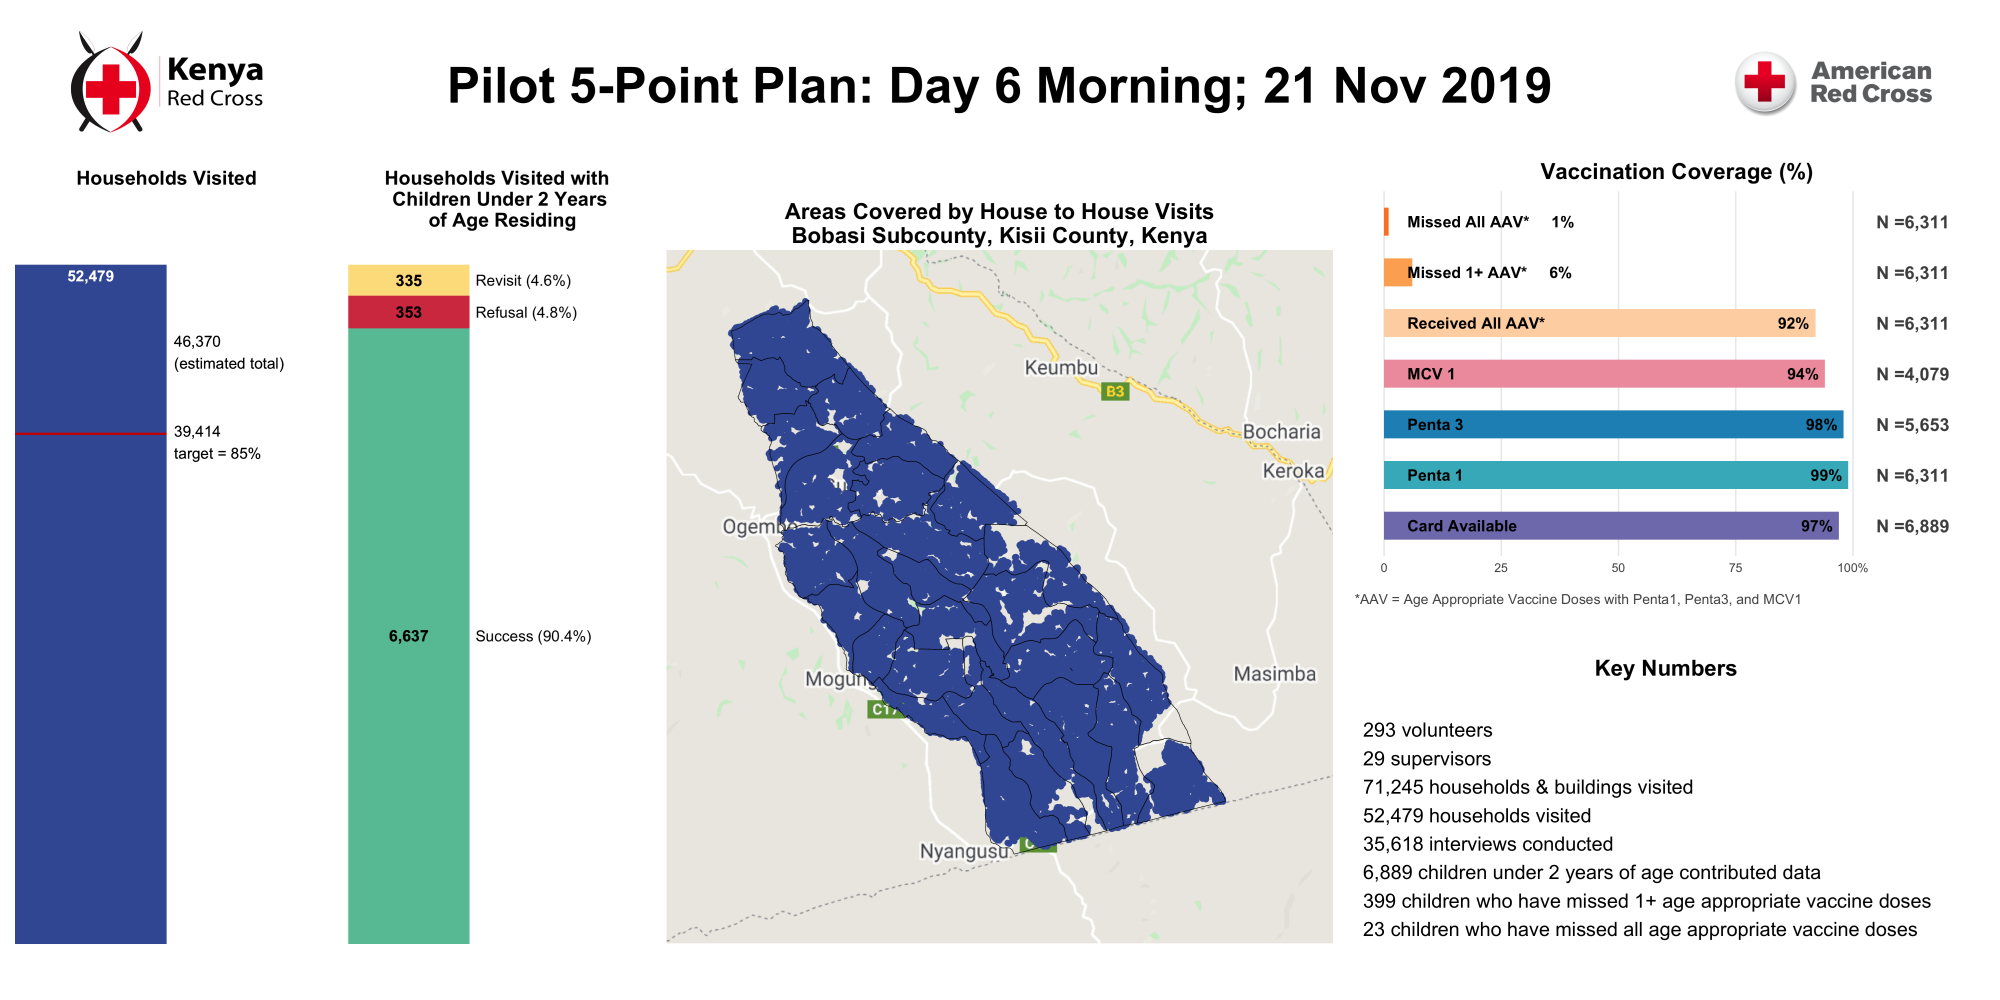 Kenya
Red Cross
Pilot 5-Point Plan: Day 6 Morning; 21 Nov 2019
American
Red Cross
Households Visited
52,479
46,370
(estimated total)
39,414
target = 85%
Households Visited with
Children Under 2 Years
of Age Residing
335
Revisit (4.6%)
353
Refusal (4.8%)
6,637
Success (90.4%)
Areas Covered by House to House Visits
Bobasi Subcounty, Kisii County, Kenya
Keumbu
B3
Bocharia
Keroka
Ogemb
Masimba
Mogun
C17
Nyangusu
C
Vaccination Coverage (%)
Missed All AAV* 1% N =6,311
Missed 1+ AAV* 6% N =6,311
Received All AAV* 92% N =6,311
MCV 1 94% N =4,079
Penta 3 98% N =5,653
Penta 1 99% N =6,311
Card Available 97% N =6,889
0 25 50 75 100%
*AAV = Age Appropriate Vaccine Doses with Penta1, Penta3, and MCV1
Key Numbers
293 volunteers
29 supervisors
71,245 households & buildings visited
52,479 households visited
35,618 interviews conducted
6,889 children under 2 years of age contributed data
399 children who have missed 1+ age appropriate vaccine doses
23 children who have missed all age appropriate vaccine doses